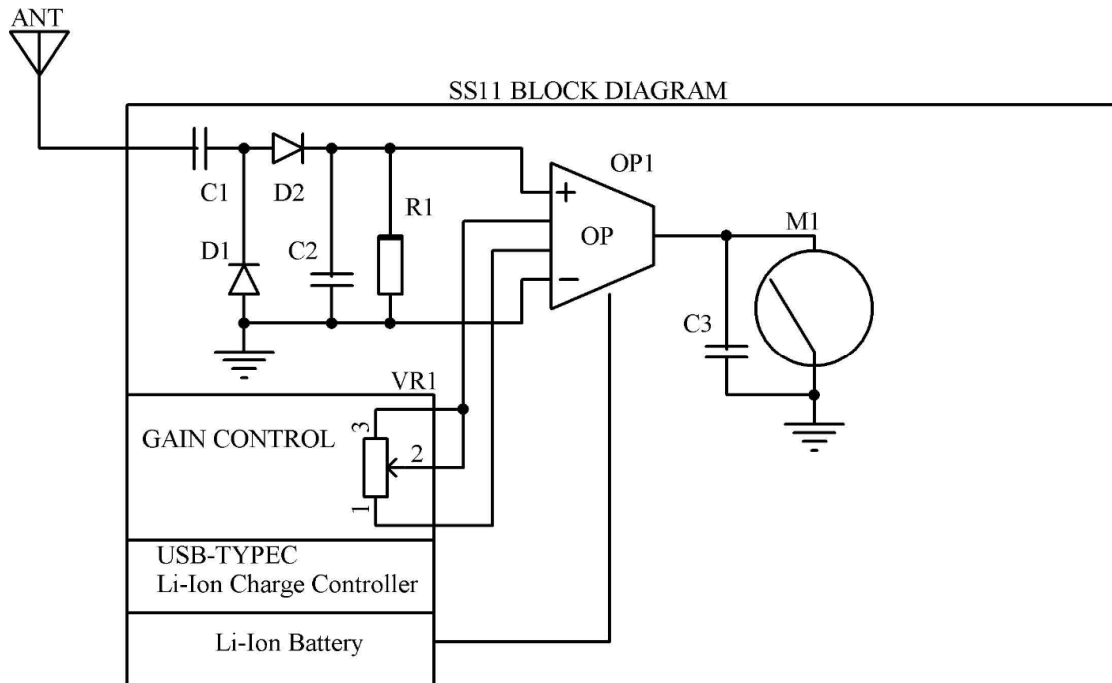 ANT
SS11 BLOCK DIAGRAM
C1
D2
R1
OP1
D1
C2
+
OP
−
M1
C3
VR1
GAIN CONTROL
3
2
1
USB-TYPEC
Li-Ion Charge Controller
Li-Ion Battery